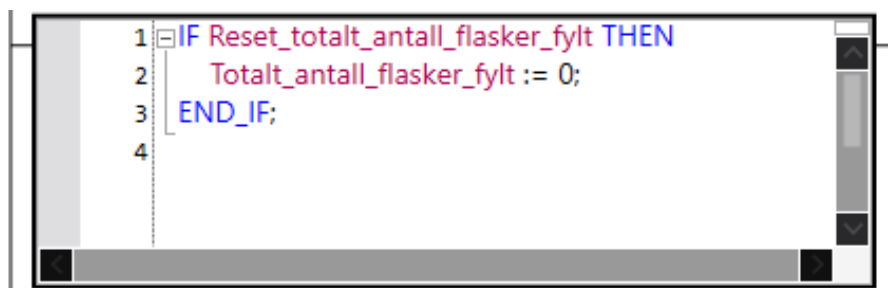 1 IF Reset_totalt_antall_flasker_fylt THEN
2 Totalt_antall_flasker_fylt := 0;
3 END_IF;
4